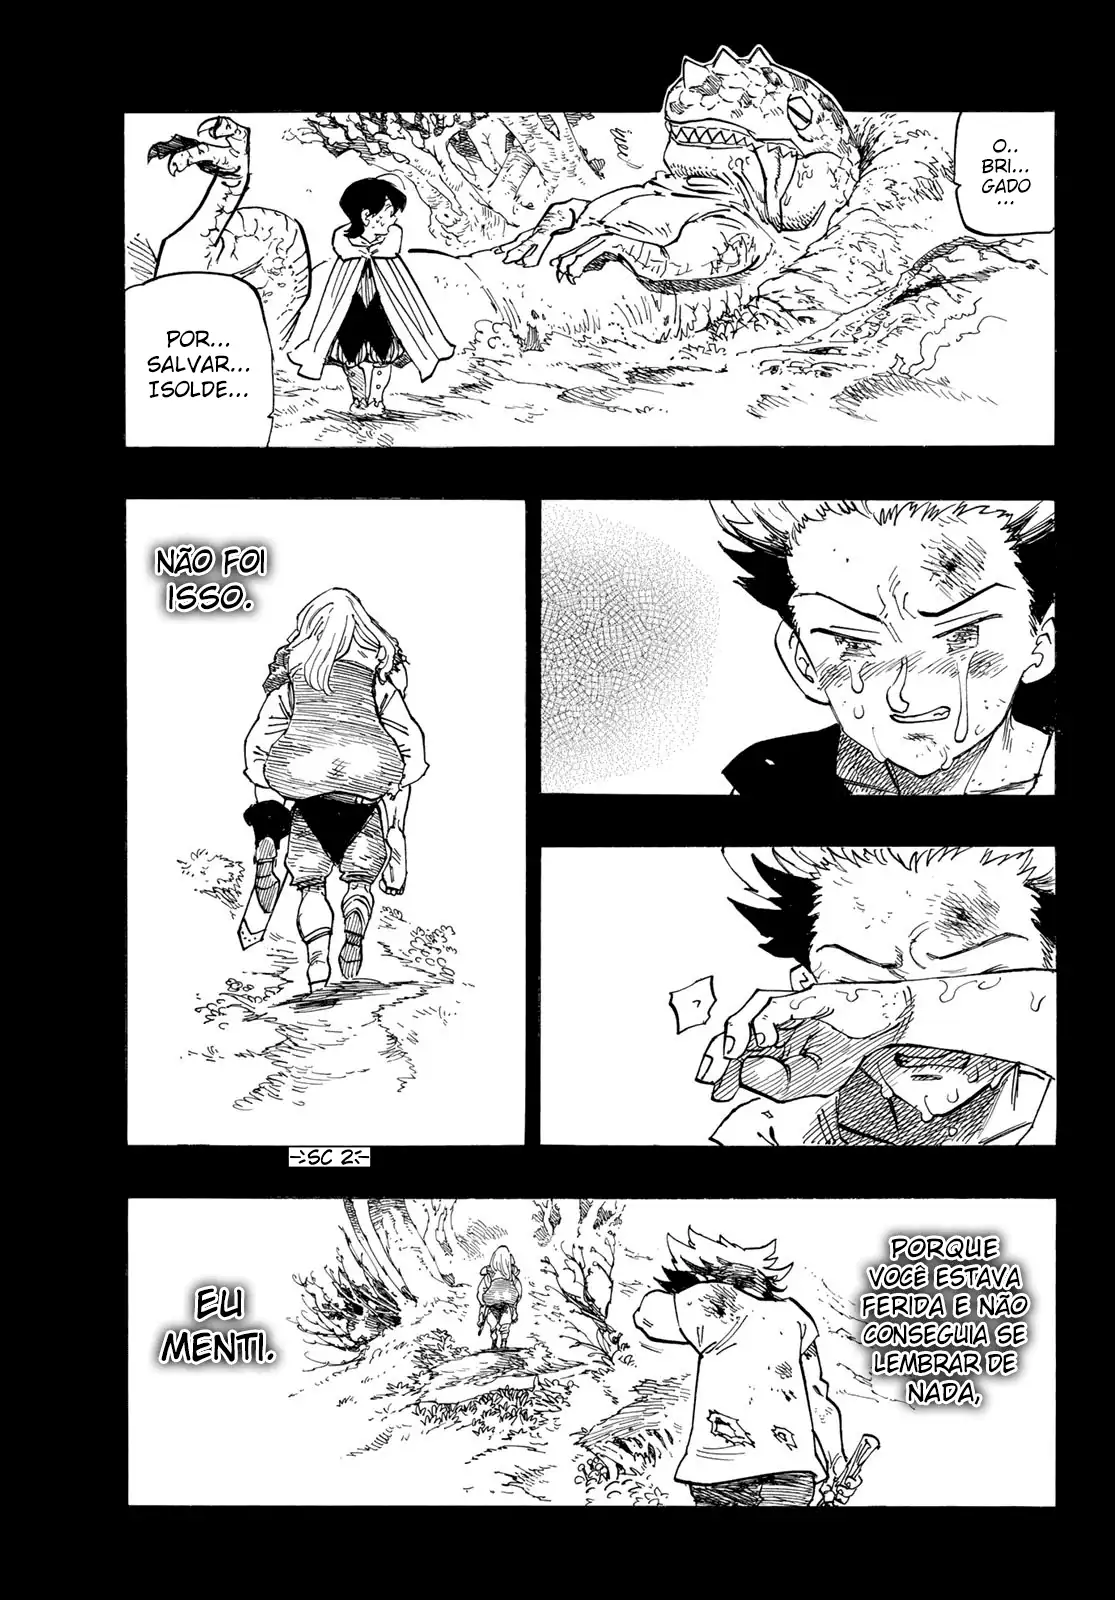 O..
BRI...
GADO
...
POR...
SALVAR...
ISOLDE...
NÃO FOI
ISSO.
SC 2
PORQUE
VOCÊ ESTAVA
FERIDA E NÃO
CONSEGUIA SE
LEMBRAR DE
NADA,
EU
MENTI.